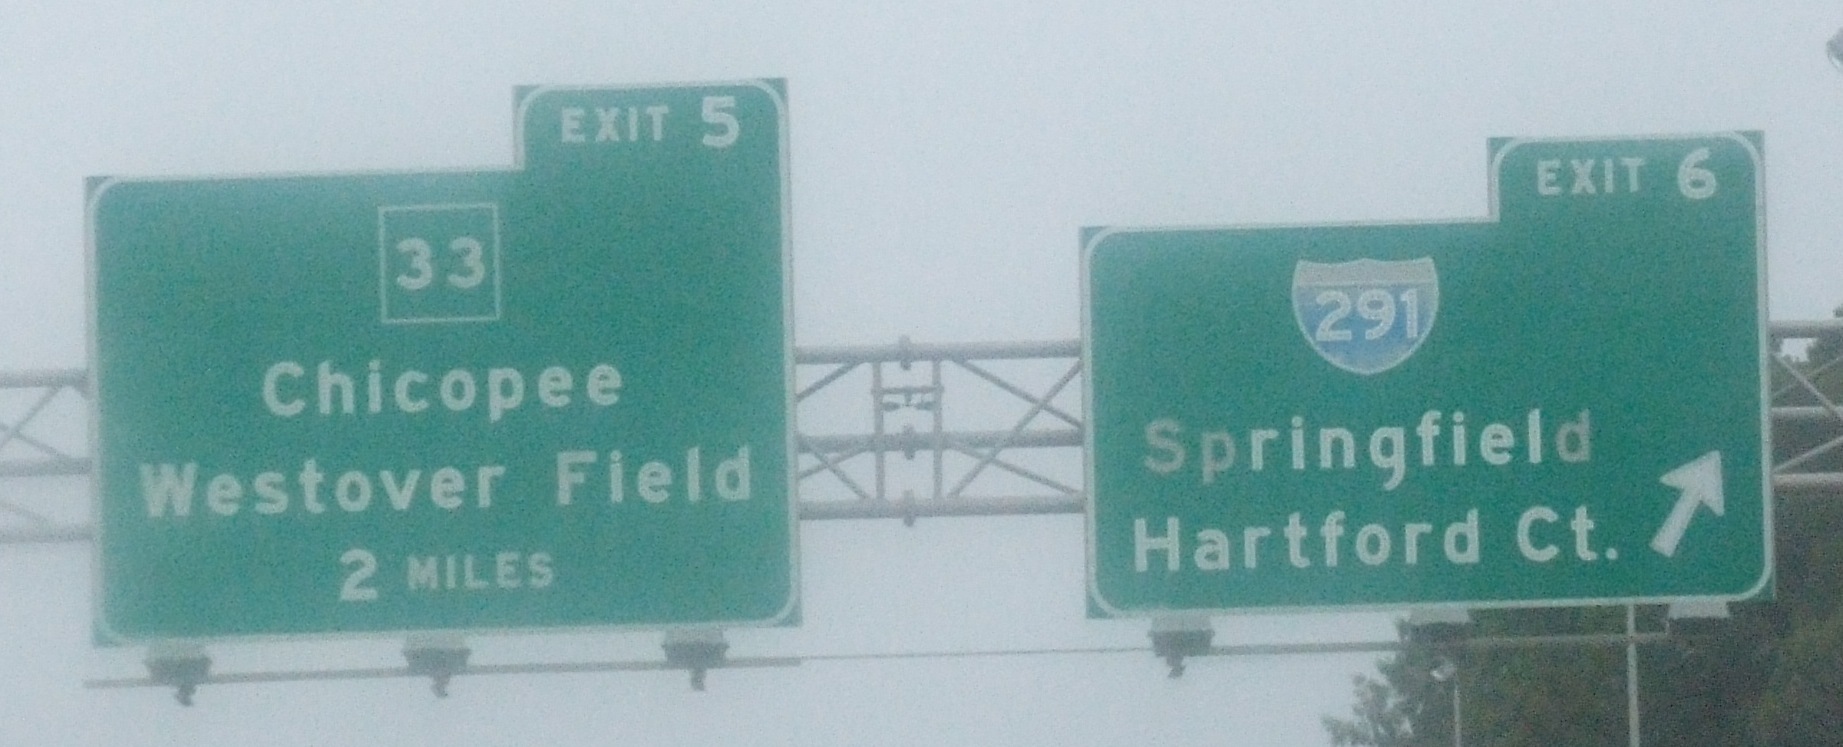 EXIT 5
33
Chicopee
Westover Field
2 MILES
EXIT 6
291
Springfield
Hartford Ct.